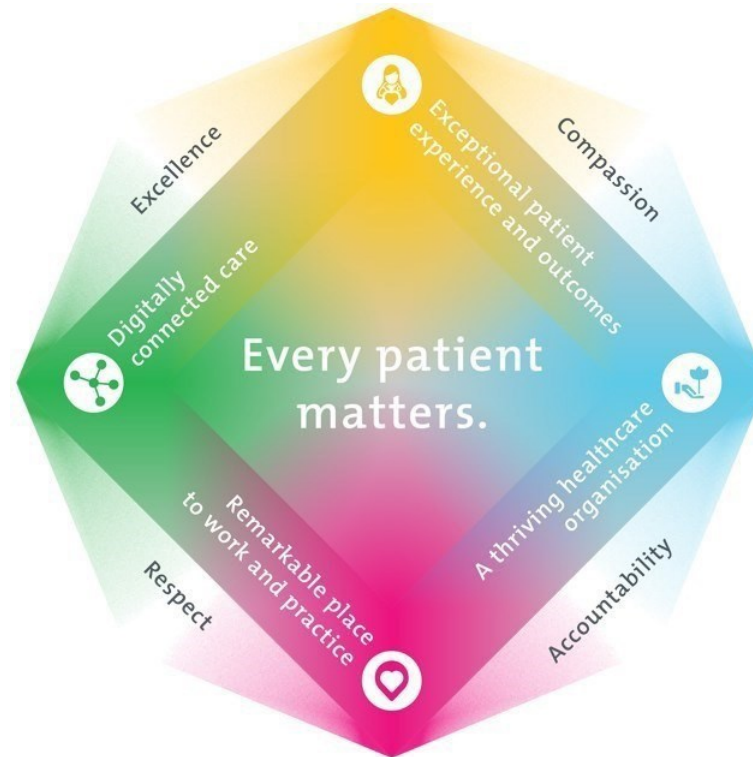 Excellence
Compassion
Exceptional patient
experience and outcomes
Digitally
connected care
Every patient
matters.
A thriving healthcare
organisation
Remarkable place
to work and practice
Respect
Accountability